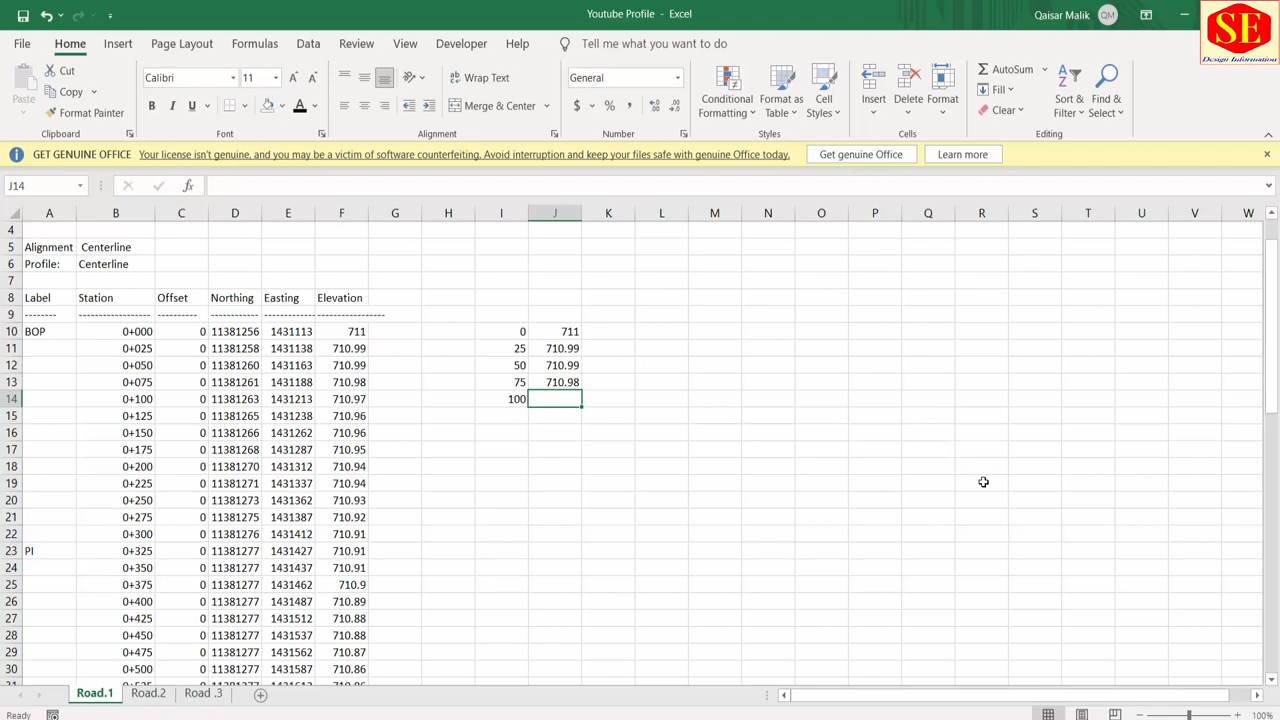 Youtube Profile - Excel
Qaisar Malik QM
SE
Design Information
File Home Insert Page Layout Formulas Data Review View Developer Help Tell me what you want to do
Paste Cut Copy Format Painter Clipboard
Calibri 11 A A B I U A Font
Wrap Text Merge & Center Alignment
General $ % , Number
Conditional Formatting Format as Table Cell Styles Styles
Insert Delete Format Cells
AutoSum Fill Clear Sort & Filter Find & Select Editing
GET GENUINE OFFICE Your license isn't genuine, and you may be a victim of software counterfeiting. Avoid interruption and keep your files safe with genuine Office today. Get genuine Office Learn more
J14 fx
A B C D E F G H I J K L M N O P Q R S T U V W
4
5 Alignment Centerline
6 Profile: Centerline
7
8 Label Station Offset Northing Easting Elevation
9 -------- ------------------ ---------- ------------ ------------- -----------------
10 BOP 0+000 0 11381256 1431113 711 0 711
11 0+025 0 11381258 1431138 710.99 25 710.99
12 0+050 0 11381260 1431163 710.99 50 710.99
13 0+075 0 11381261 1431188 710.98 75 710.98
14 0+100 0 11381263 1431213 710.97 100
15 0+125 0 11381265 1431238 710.96
16 0+150 0 11381266 1431262 710.96
17 0+175 0 11381268 1431287 710.95
18 0+200 0 11381270 1431312 710.94
19 0+225 0 11381271 1431337 710.94
20 0+250 0 11381273 1431362 710.93
21 0+275 0 11381275 1431387 710.92
22 0+300 0 11381276 1431412 710.91
23 PI 0+325 0 11381277 1431427 710.91
24 0+350 0 11381277 1431437 710.91
25 0+375 0 11381277 1431462 710.9
26 0+400 0 11381277 1431487 710.89
27 0+425 0 11381277 1431512 710.88
28 0+450 0 11381277 1431537 710.88
29 0+475 0 11381277 1431562 710.87
30 0+500 0 11381277 1431587 710.86
Road.1 Road.2 Road .3
Ready 100%